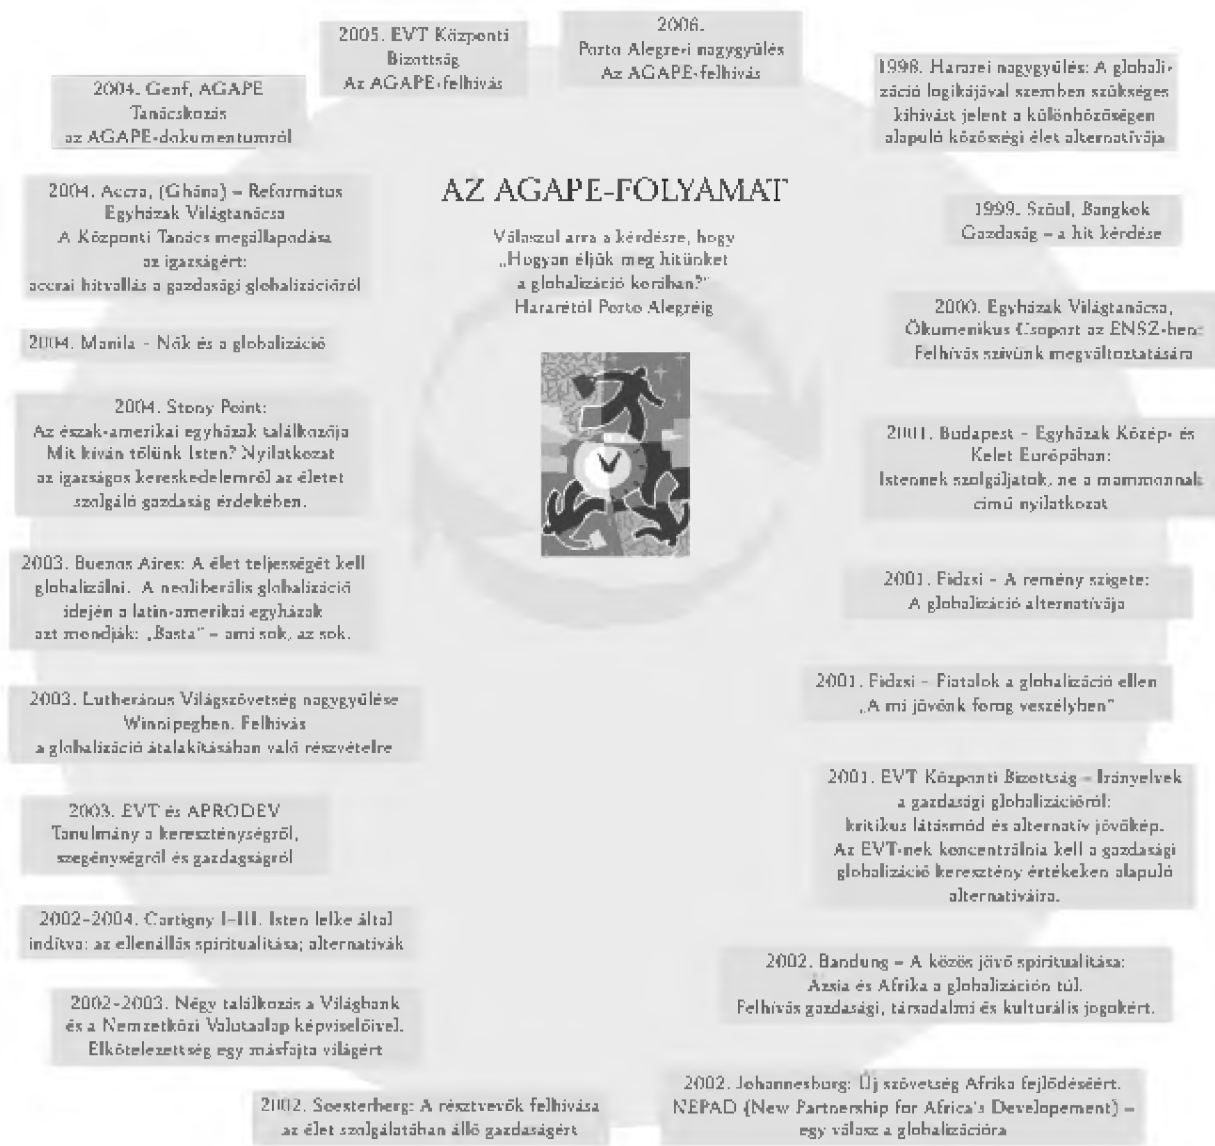 AZ AGAPE-FOLYAMAT
Válaszul arra a kérdésre, hogy
„Hogyan éljük meg hitünket
a globalizáció korában?"
Hararétól Porto Alegréig
1998. Hararei nagygyűlés: A globali-
záció logikájával szemben szükséges
kihívást jelent a különbözőségen
alapuló közösségi élet alternatívája
1999. Szöul, Bangkok
Gazdaság – a hit kérdése
2000. Egyházak Világtanácsa,
Ökumenikus Csoport az ENSZ-ben:
Felhívás szívünk megváltoztatására
2001. Budapest – Egyházak Közép- és
Kelet Európában:
Istennek szolgáljatok, ne a mammonnak
című nyilatkozat
2001. Fidzsi – A remény szigete:
A globalizáció alternatívája
2001. Fidzsi – Fiatalok a globalizáció ellen
„A mi jövőnk forog veszélyben"
2001. EVT Központi Bizottság – Irányelvek
a gazdasági globalizációról:
kritikus látásmód és alternatív jövőkép.
Az EVT-nek koncentrálnia kell a gazdasági
globalizáció keresztény értékeken alapuló
alternatíváira.
2002. Bandung – A közös jövő spiritualitása:
Ázsia és Afrika a globalizáción túl.
Felhívás gazdasági, társadalmi és kulturális jogokért.
2002. Johannesburg: Új szövetség Afrika fejlődéséért.
NEPAD (New Partnership for Africa's Developement) –
egy válasz a globalizációra
2002. Soesterberg: A résztvevők felhívása
az élet szolgálatában álló gazdaságért
2002-2003. Négy találkozás a Világbank
és a Nemzetközi Valutaalap képviselőivel.
Elkötelezettség egy másfajta világért
2002-2004. Cartigny I-III. Isten lelke által
indítva: az ellenállás spiritualitása; alternatívák
2003. EVT és APRODEV
Tanulmány a kereszténységről,
szegénységről és gazdagságról
2003. Lutheránus Világszövetség nagygyűlése
Winnipegben. Felhívás
a globalizáció átalakításában való részvételre
2003. Buenos Aires: A élet teljességét kell
globalizálni. A neoliberális globalizáció
idején a latin-amerikai egyházak
azt mondják: „Basta" – ami sok, az sok.
2004. Stony Point:
Az észak-amerikai egyházak találkozója
Mit kíván tőlünk Isten? Nyilatkozat
az igazságos kereskedelemről az életet
szolgáló gazdaság érdekében.
2004. Manila – Nők és a globalizáció
2004. Accra, (Ghána) – Református
Egyházak Világtanácsa
A Központi Tanács megállapodása
az igazságért:
accrai hitvallás a gazdasági globalizációról
2004. Genf, AGAPE
Tanácskozás
az AGAPE-dokumentumról
2005. EVT Központi
Bizottság
Az AGAPE-felhívás
2006.
Porto Alegre-i nagygyűlés
Az AGAPE-felhívás